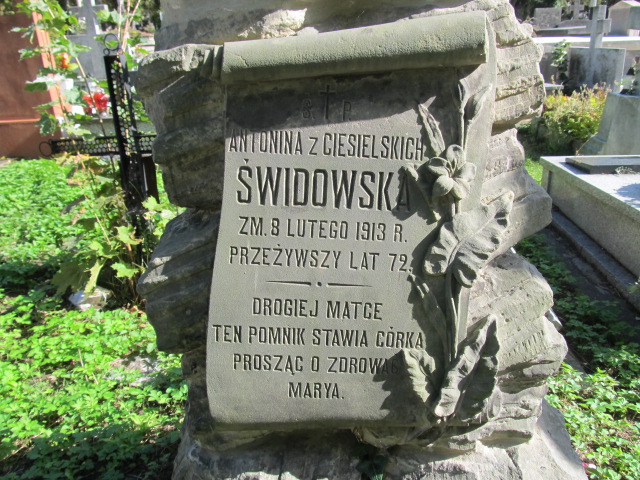 Ś † P
ANTONINA Z CIESIELSKICH
ŚWIDOWSKA
ZM. 8 LUTEGO 1913 R.
PRZEŻYWSZY LAT 72.
DROGIEJ MATCE
TEN POMNIK STAWIA CÓRKA
PROSZĄC O ZDROWAŚ
MARYA.